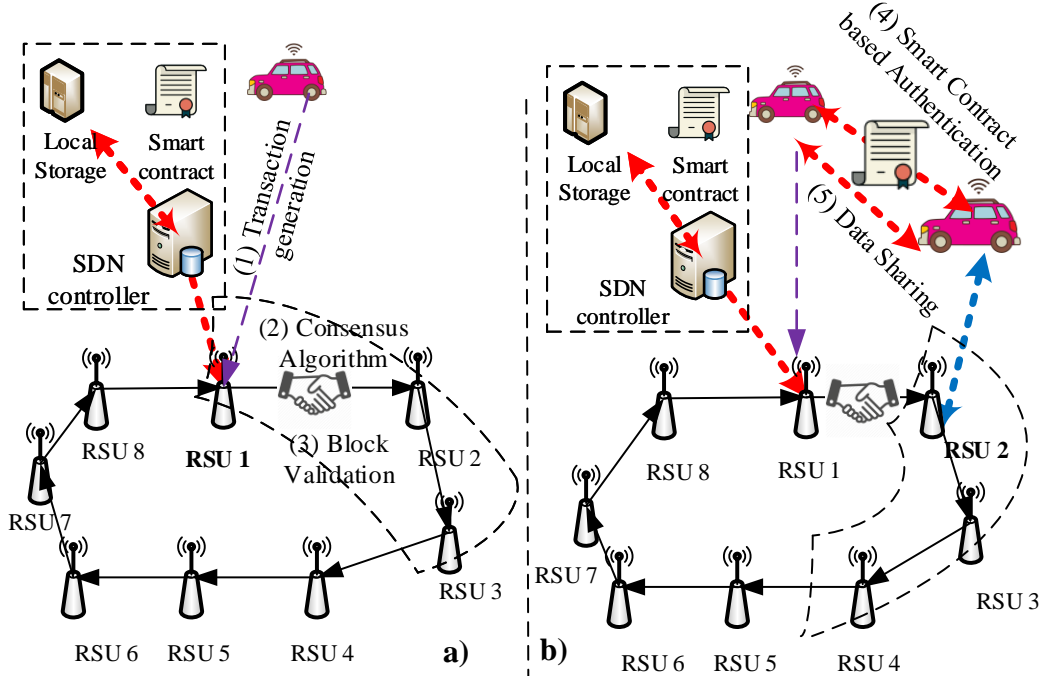 Local
Storage
Smart
contract
SDN
controller
(1) Transaction
generation
(2) Consensus
Algorithm
(3) Block
Validation
RSU 8
RSU 1
RSU 2
RSU 7
RSU 3
RSU 6
RSU 5
RSU 4
a)
Local
Storage
Smart
contract
SDN
controller
(4) Smart Contract
based Authentication
(5) Data Sharing
RSU 8
RSU 1
RSU 2
RSU 7
RSU 3
RSU 6
RSU 5
RSU 4
b)